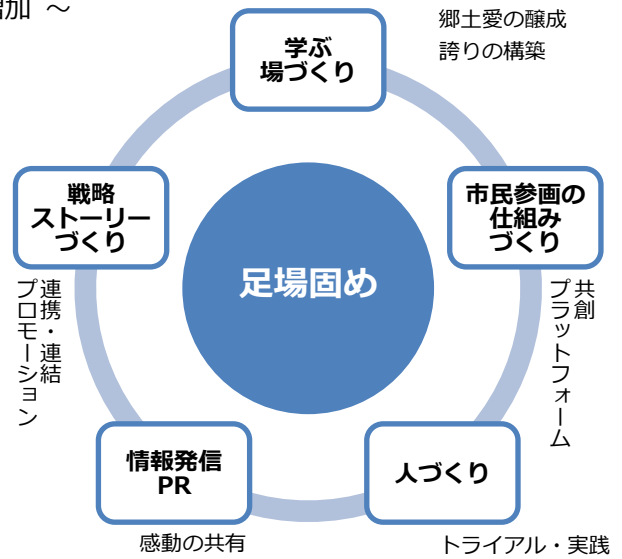 増加 ～
郷土愛の醸成
誇りの構築
学ぶ
場づくり
市民参画の
仕組み
づくり
共創
プラットフォーム
人づくり
トライアル・実践
情報発信
PR
感動の共有
戦略
ストーリー
づくり
連携・連結
プロモーション
足場固め